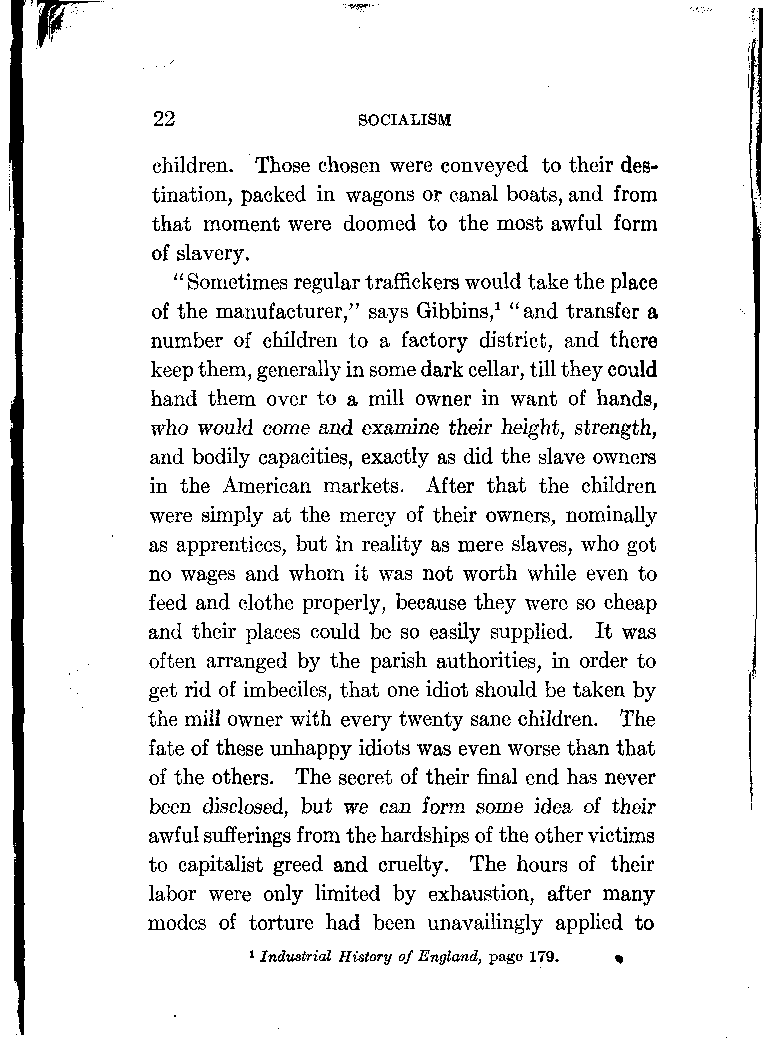 22 SOCIALISM
children. Those chosen were conveyed to their des-
tination, packed in wagons or canal boats, and from
that moment were doomed to the most awful form
of slavery.
"Sometimes regular traffickers would take the place
of the manufacturer," says Gibbins,¹ "and transfer a
number of children to a factory district, and there
keep them, generally in some dark cellar, till they could
hand them over to a mill owner in want of hands,
who would come and examine their height, strength,
and bodily capacities, exactly as did the slave owners
in the American markets. After that the children
were simply at the mercy of their owners, nominally
as apprentices, but in reality as mere slaves, who got
no wages and whom it was not worth while even to
feed and clothe properly, because they were so cheap
and their places could be so easily supplied. It was
often arranged by the parish authorities, in order to
get rid of imbeciles, that one idiot should be taken by
the mill owner with every twenty sane children. The
fate of these unhappy idiots was even worse than that
of the others. The secret of their final end has never
been disclosed, but we can form some idea of their
awful sufferings from the hardships of the other victims
to capitalist greed and cruelty. The hours of their
labor were only limited by exhaustion, after many
modes of torture had been unavailingly applied to
¹ Industrial History of England, page 179.